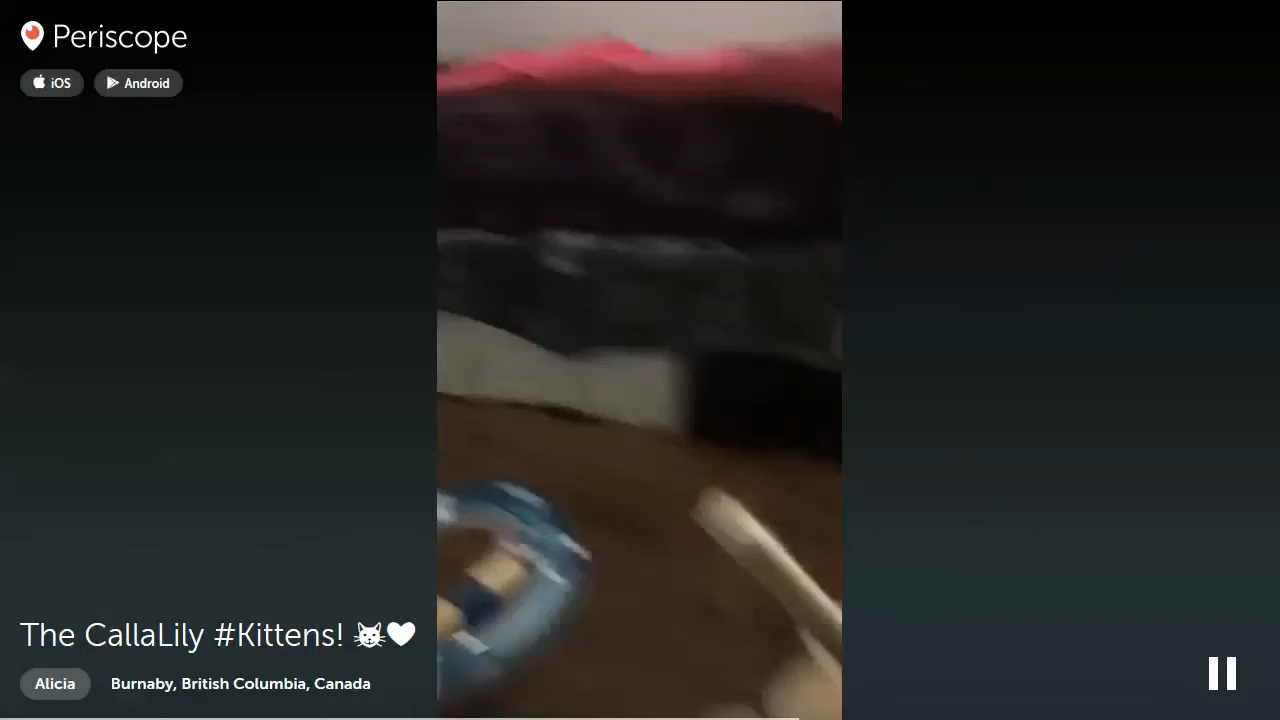 Periscope
iOS
Android
The CallaLily #Kittens! 🐱❤
Alicia
Burnaby, British Columbia, Canada